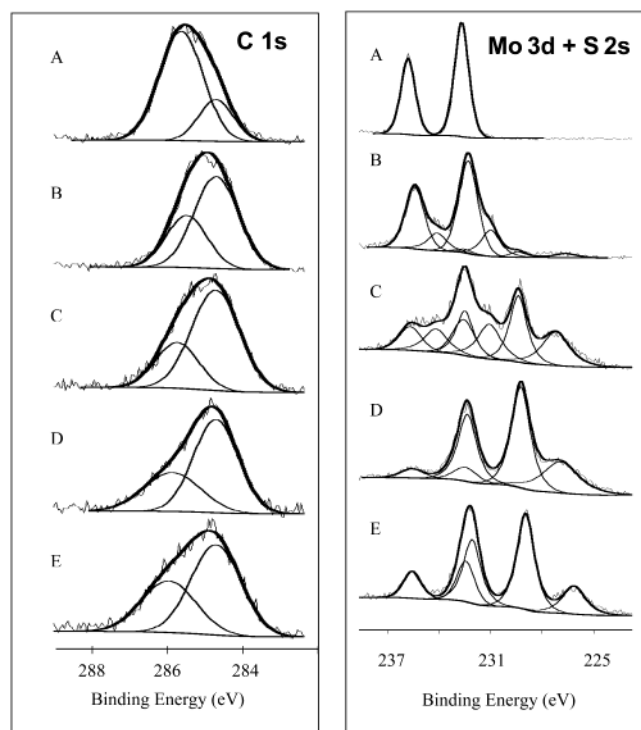 C 1s
A
B
C
D
E
288 286 284
Binding Energy (eV)
Mo 3d + S 2s
A
B
C
D
E
237 231 225
Binding Energy (eV)